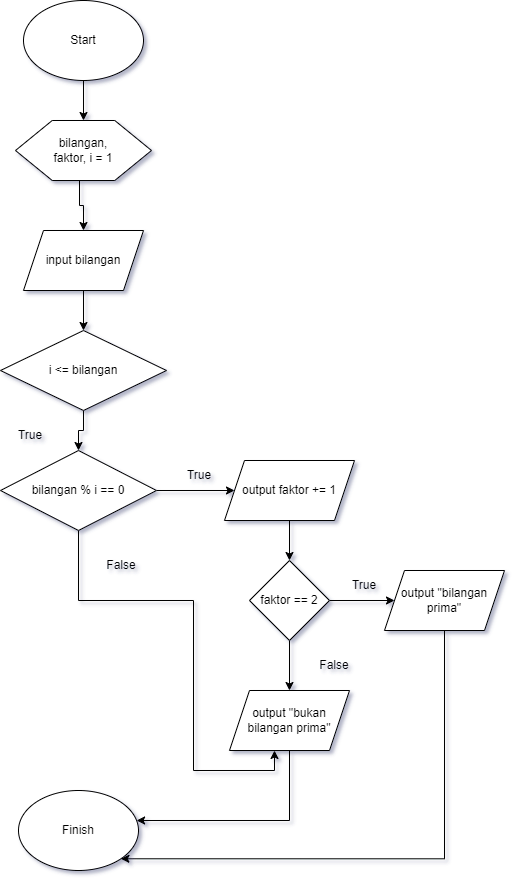 Start
bilangan,
faktor, i = 1
input bilangan
i <= bilangan
True
bilangan % i == 0
True
output faktor += 1
False
faktor == 2
True
output "bilangan
prima"
False
output "bukan
bilangan prima"
Finish